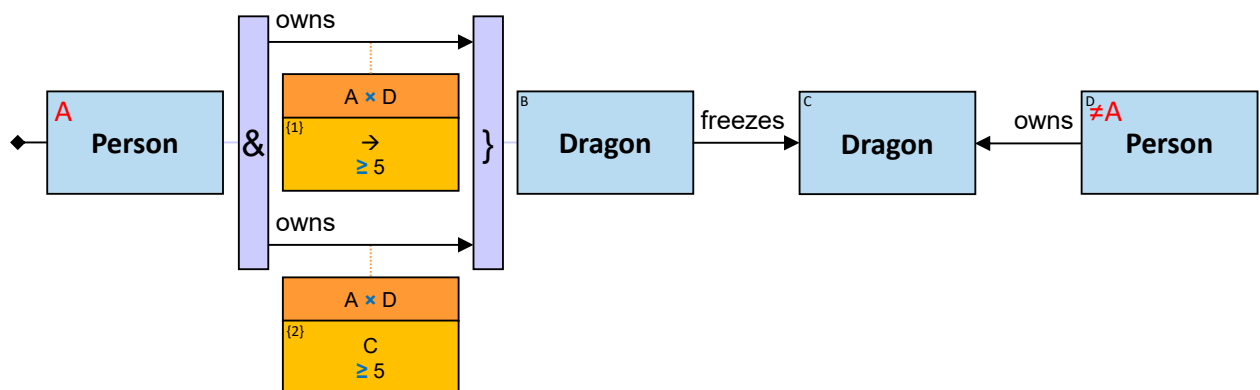 owns
A × D
{1}
→
≥ 5
A
Person
&
}
B
Dragon
freezes
C
Dragon
owns
D
≠A
Person
owns
A × D
{2}
C
≥ 5